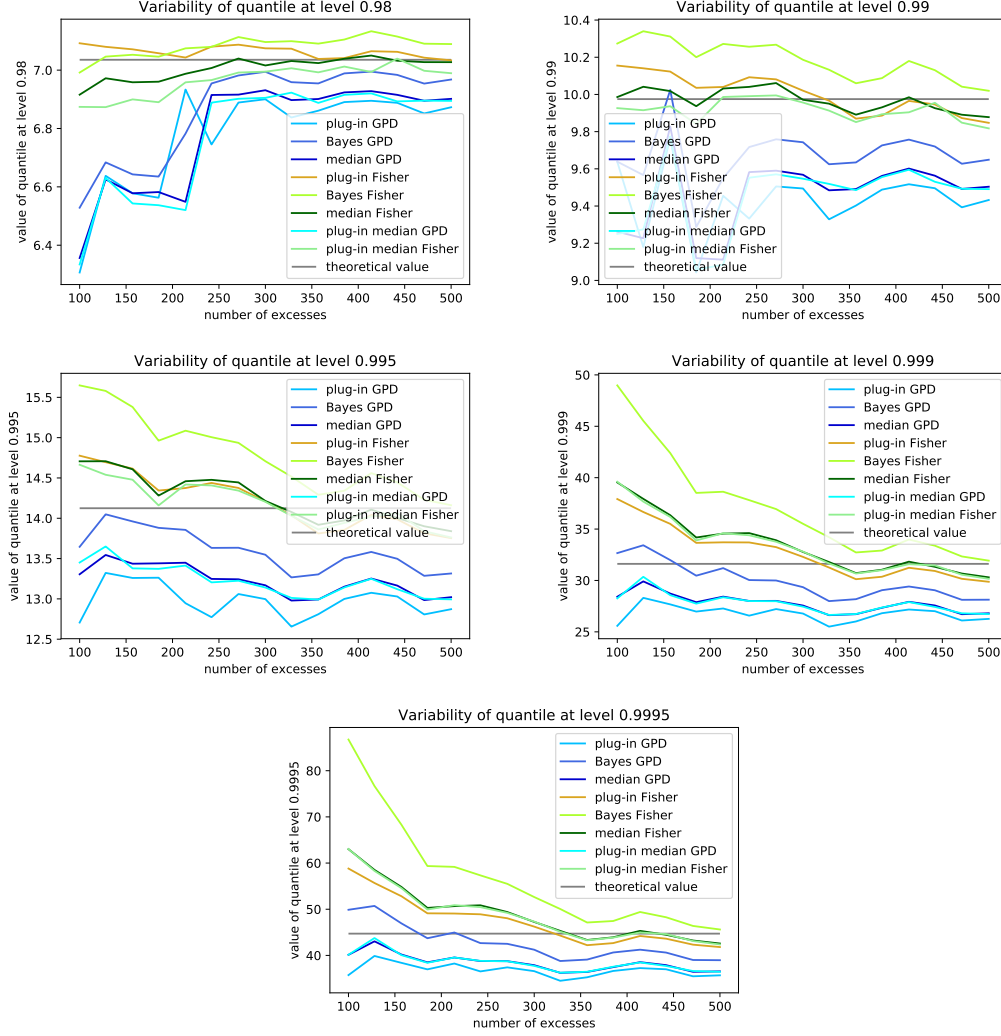 Variability of quantile at level 0.98
value of quantile at level 0.98
7.0
6.8
6.6
6.4
100 150 200 250 300 350 400 450 500
number of excesses
plug-in GPD
Bayes GPD
median GPD
plug-in Fisher
Bayes Fisher
median Fisher
plug-in median GPD
plug-in median Fisher
theoretical value
Variability of quantile at level 0.99
value of quantile at level 0.99
10.4
10.2
10.0
9.8
9.6
9.4
9.2
9.0
100 150 200 250 300 350 400 450 500
number of excesses
plug-in GPD
Bayes GPD
median GPD
plug-in Fisher
Bayes Fisher
median Fisher
plug-in median GPD
plug-in median Fisher
theoretical value
Variability of quantile at level 0.995
value of quantile at level 0.995
15.5
15.0
14.5
14.0
13.5
13.0
12.5
100 150 200 250 300 350 400 450 500
number of excesses
plug-in GPD
Bayes GPD
median GPD
plug-in Fisher
Bayes Fisher
median Fisher
plug-in median GPD
plug-in median Fisher
theoretical value
Variability of quantile at level 0.999
value of quantile at level 0.999
50
45
40
35
30
25
100 150 200 250 300 350 400 450 500
number of excesses
plug-in GPD
Bayes GPD
median GPD
plug-in Fisher
Bayes Fisher
median Fisher
plug-in median GPD
plug-in median Fisher
theoretical value
Variability of quantile at level 0.9995
value of quantile at level 0.9995
80
70
60
50
40
100 150 200 250 300 350 400 450 500
number of excesses
plug-in GPD
Bayes GPD
median GPD
plug-in Fisher
Bayes Fisher
median Fisher
plug-in median GPD
plug-in median Fisher
theoretical value